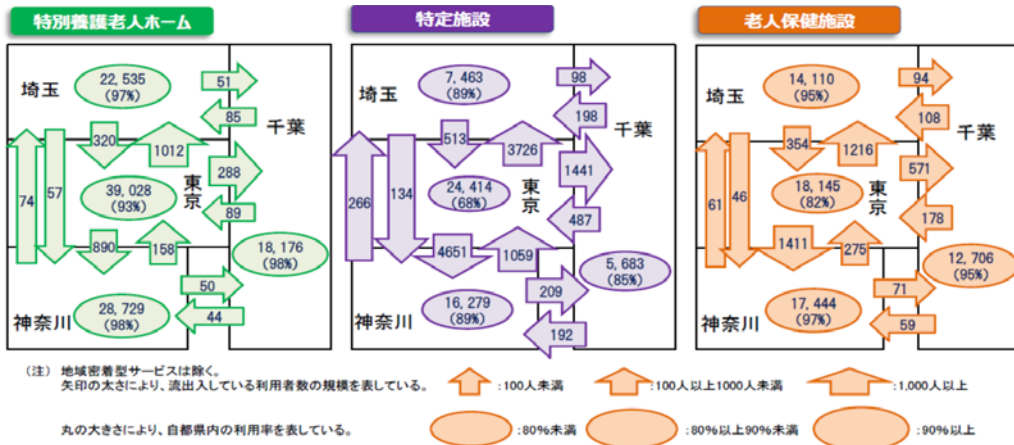 特別養護老人ホーム
特定施設
老人保健施設
埼玉
22,535
(97%)
51
85
千葉
320
1012
74
57
39,028
(93%)
東京
288
89
890
158
18,176
(98%)
神奈川
28,729
(98%)
50
44
埼玉
7,463
(89%)
98
198
千葉
513
3726
266
134
24,414
(68%)
東京
1441
487
4651
1059
5,683
(85%)
神奈川
16,279
(89%)
209
192
埼玉
14,110
(95%)
94
108
千葉
354
1216
61
46
18,145
(82%)
東京
571
178
1411
275
12,706
(95%)
神奈川
17,444
(97%)
71
59
(注) 地域密着型サービスは除く。
矢印の太さにより、流出入している利用者数の規模を表している。
:100人未満
:100人以上1000人未満
:1,000人以上
丸の大きさにより、自都県内の利用率を表している。
:80%未満
:80%以上90%未満
:90%以上